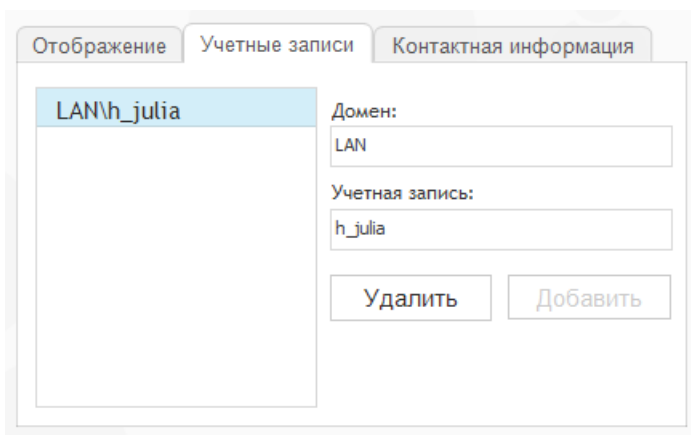 Отображение Учетные записи Контактная информация
LAN\h_julia
Домен:
LAN
Учетная запись:
h_julia
Удалить Добавить